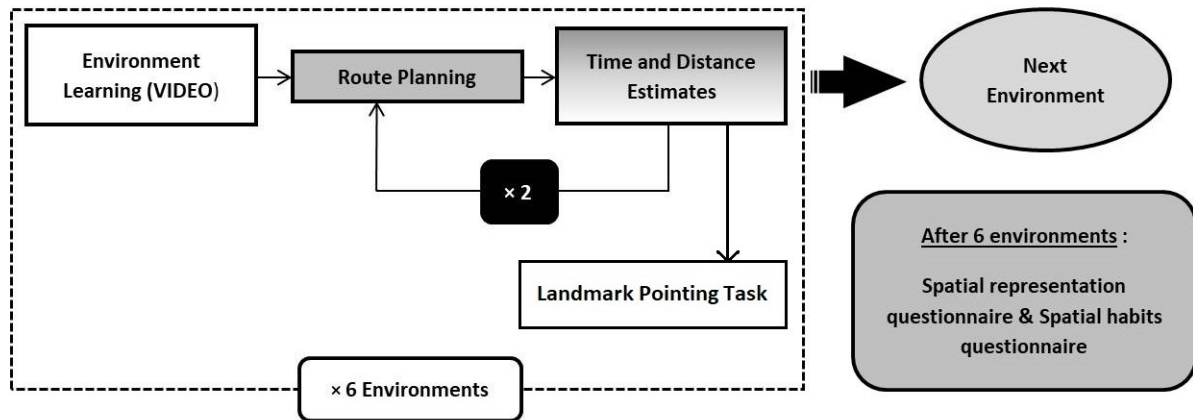 Environment
Learning (VIDEO)
Route Planning
Time and Distance
Estimates
Next
Environment
× 2
Landmark Pointing Task
After 6 environments :
Spatial representation
questionnaire & Spatial habits
questionnaire
× 6 Environments